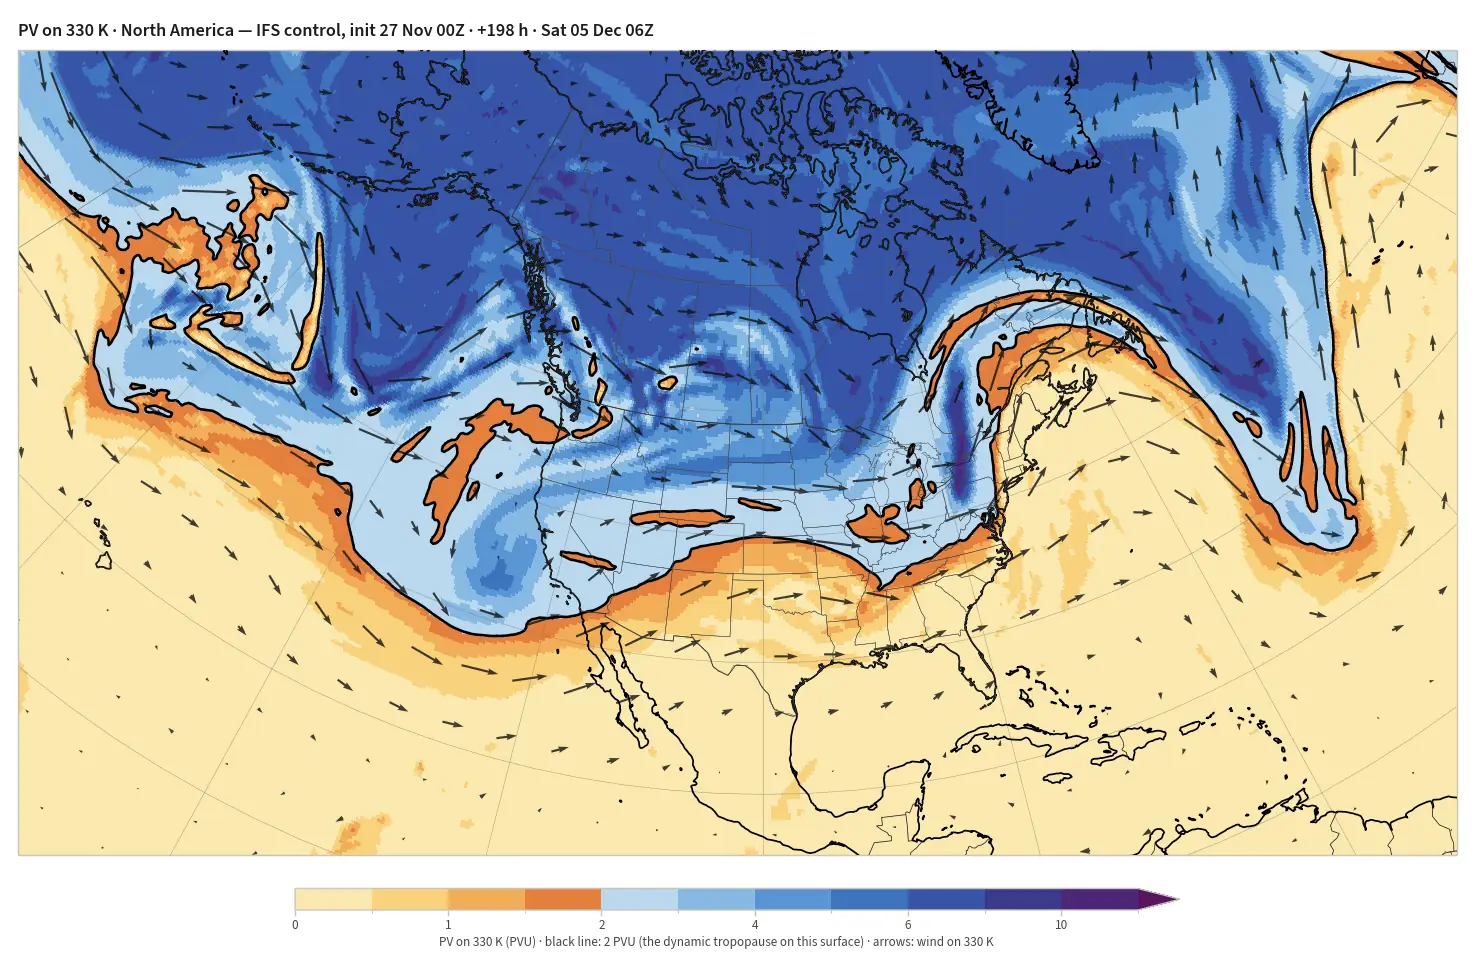 PV on 330 K · North America — IFS control, init 27 Nov 00Z · +198 h · Sat 05 Dec 06Z
0 1 2 4 6 10
PV on 330 K (PVU) · black line: 2 PVU (the dynamic tropopause on this surface) · arrows: wind on 330 K